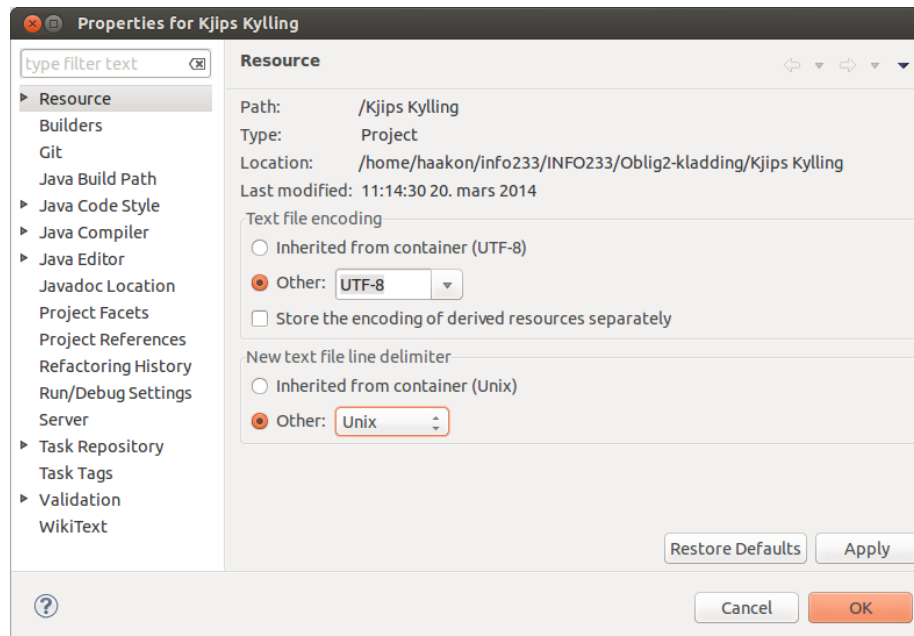 Properties for Kjips Kylling
type filter text
Resource
Builders
Git
Java Build Path
Java Code Style
Java Compiler
Java Editor
Javadoc Location
Project Facets
Project References
Refactoring History
Run/Debug Settings
Server
Task Repository
Task Tags
Validation
WikiText
Resource
Path: /Kjips Kylling
Type: Project
Location: /home/haakon/info233/INFO233/Oblig2-kladding/Kjips Kylling
Last modified: 11:14:30 20. mars 2014
Text file encoding
Inherited from container (UTF-8)
Other: UTF-8
Store the encoding of derived resources separately
New text file line delimiter
Inherited from container (Unix)
Other: Unix
Restore Defaults Apply
? Cancel OK